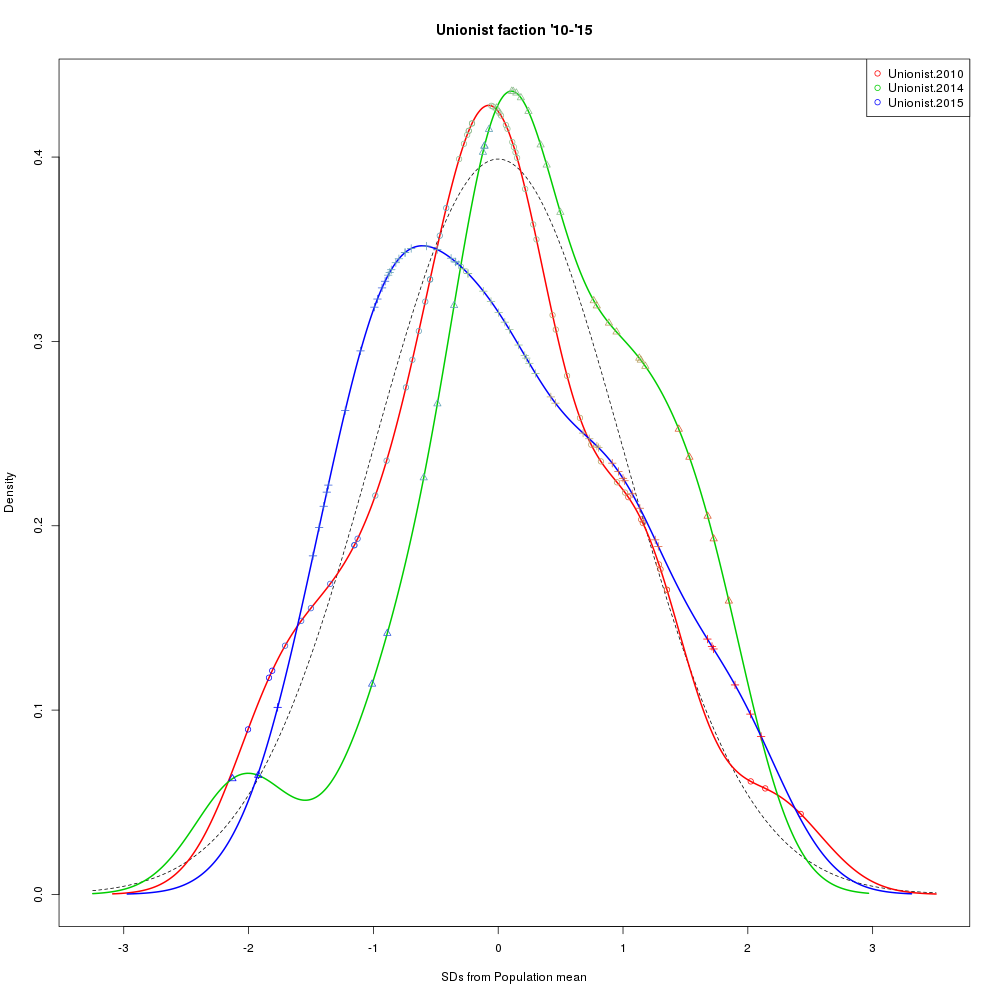 Unionist faction '10-'15
Unionist.2010
Unionist.2014
Unionist.2015
Density
0.4
0.3
0.2
0.1
0.0
-3 -2 -1 0 1 2 3
SDs from Population mean